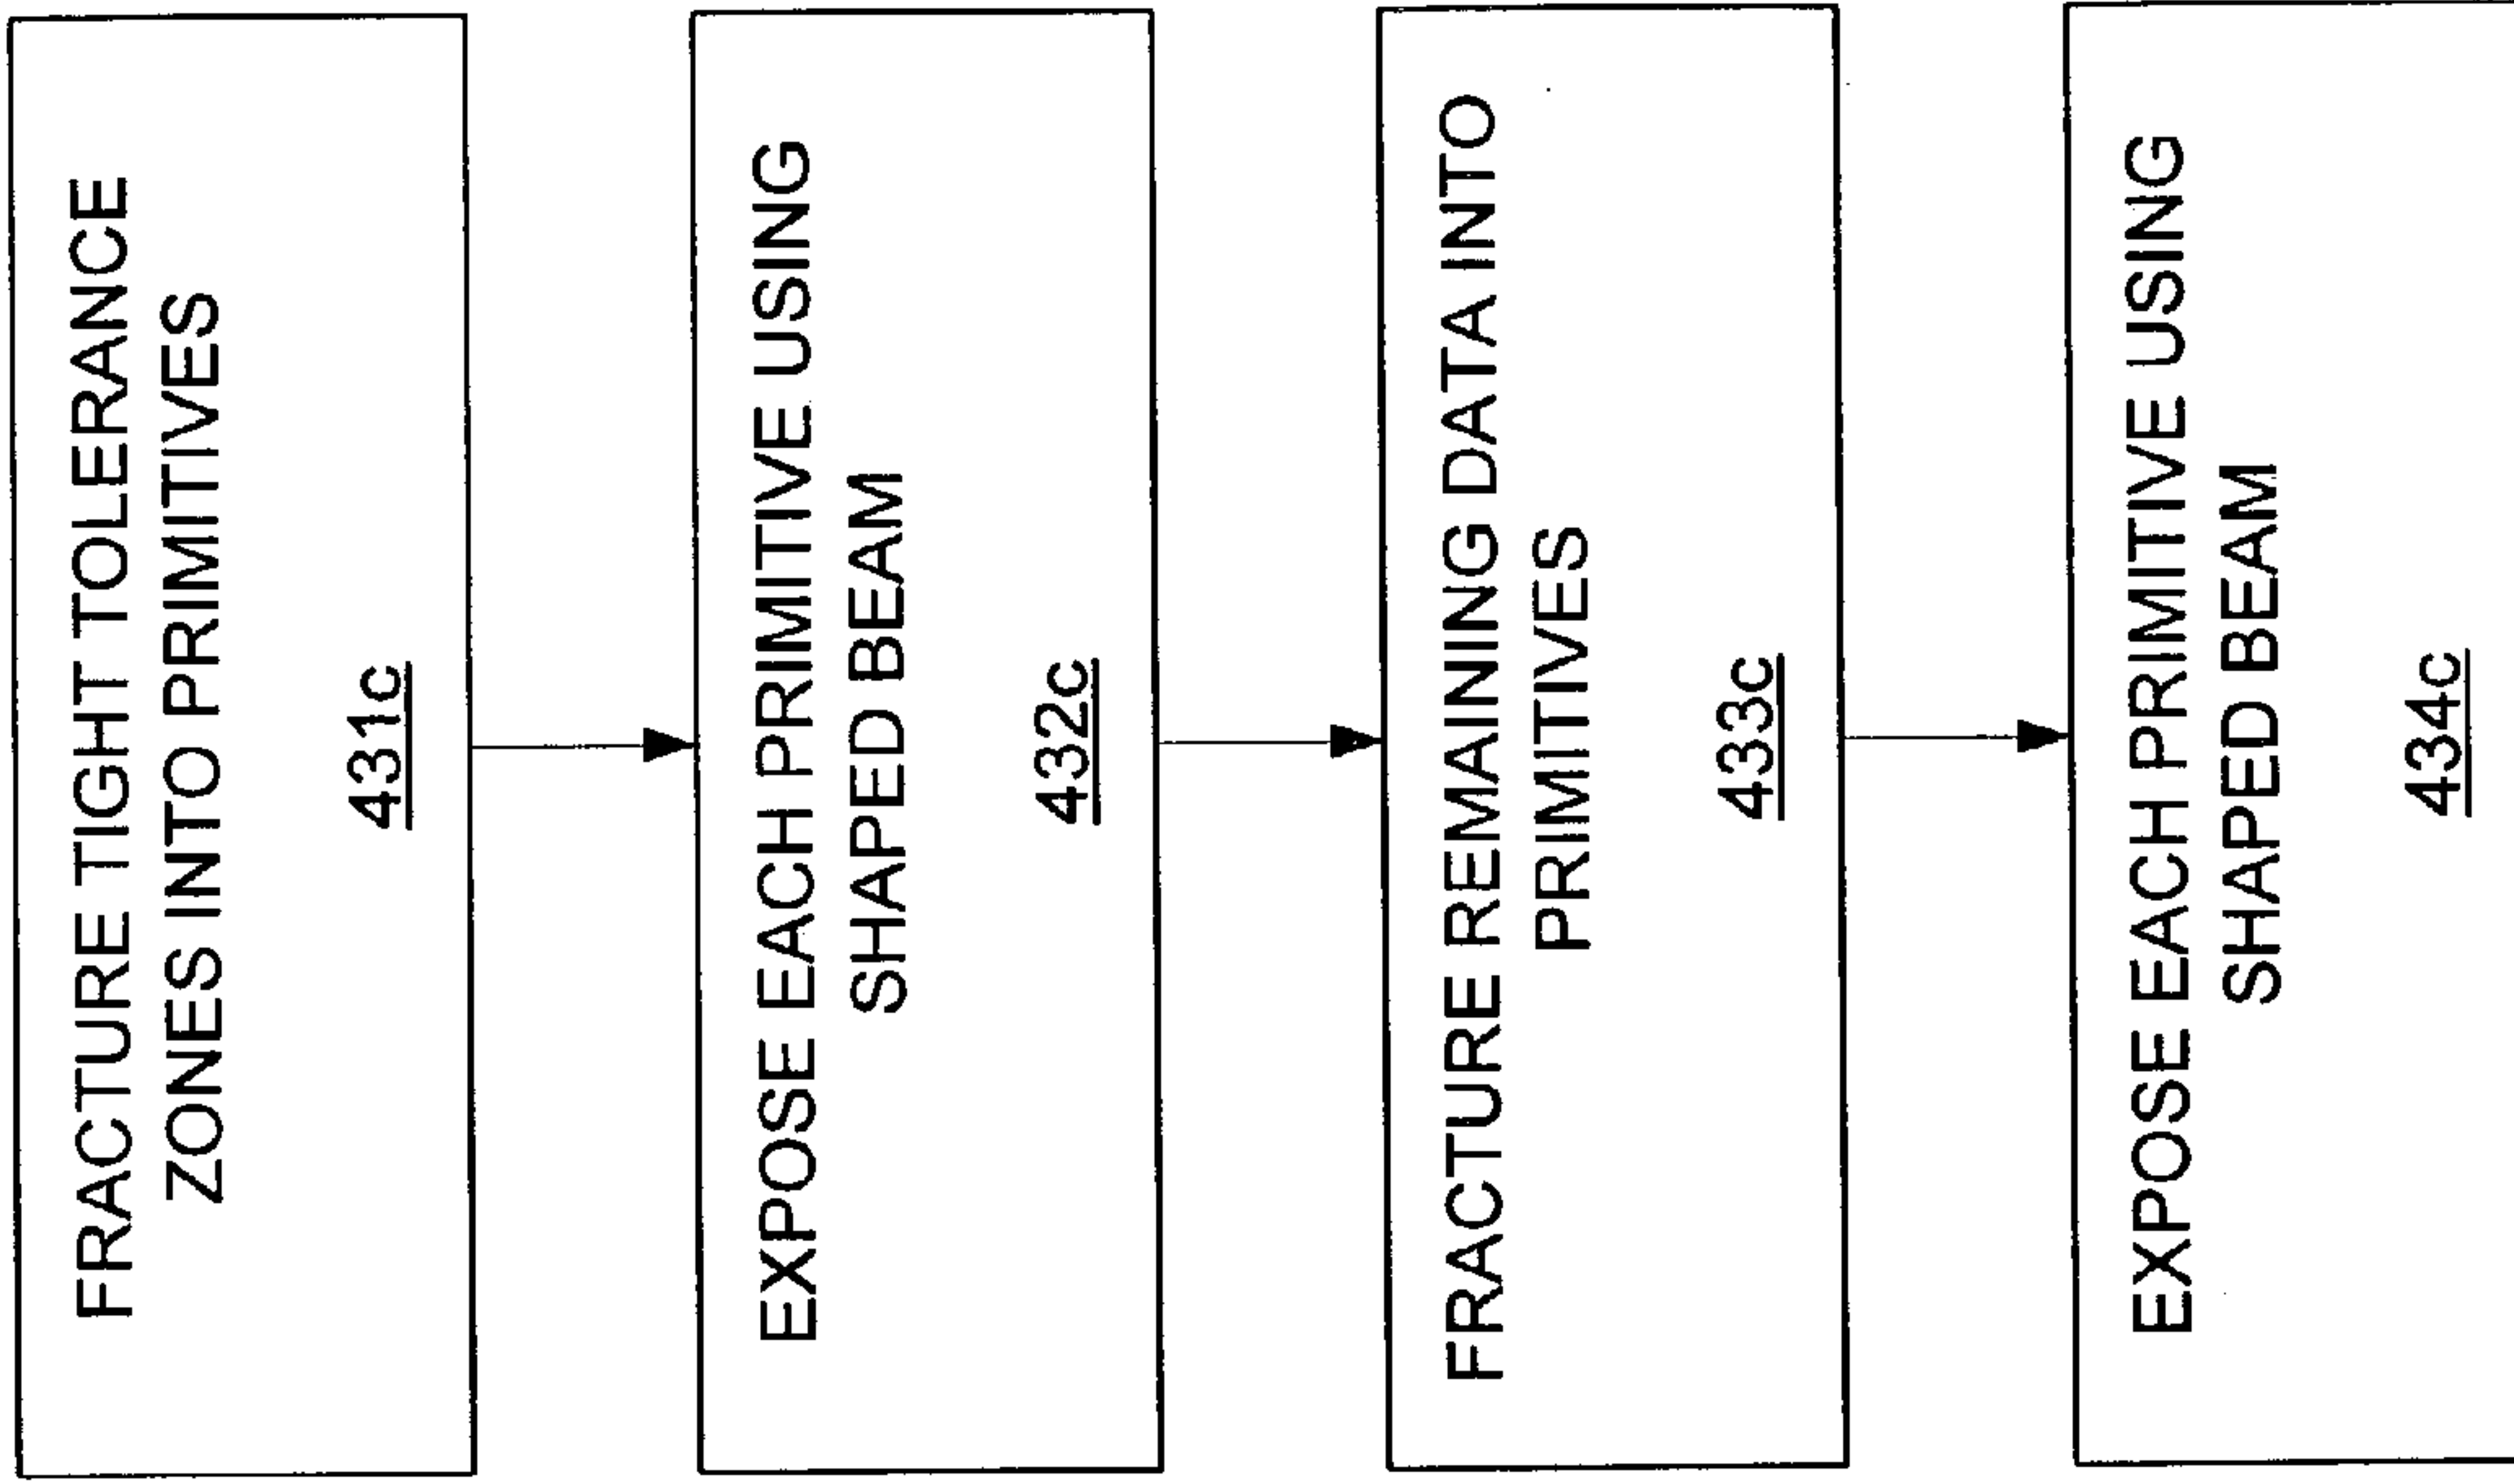 FRACTURE TIGHT TOLERANCE
ZONES INTO PRIMITIVES
431c
EXPOSE EACH PRIMITIVE USING
SHAPED BEAM
432c
FRACTURE REMAINING DATA INTO
PRIMITIVES
433c
EXPOSE EACH PRIMITIVE USING
SHAPED BEAM
434c